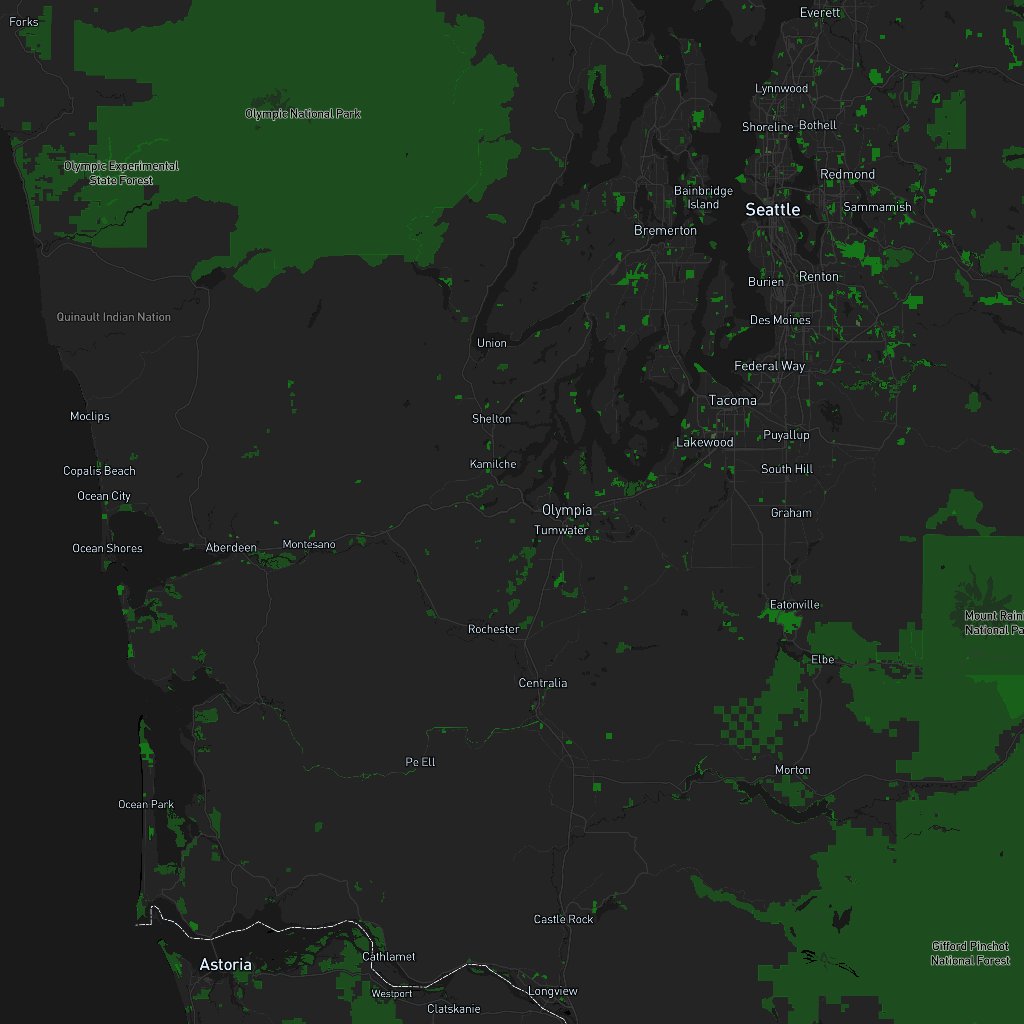 Everett
Forks
Lynnwood
Olympic National Park
Shoreline
Bothell
Olympic Experimental
State Forest
Redmond
Bainbridge
Island
Sammamish
Seattle
Bremerton
Renton
Burien
Quinault Indian Nation
Des Moines
Union
Federal Way
Tacoma
Moclips
Shelton
Puyallup
Lakewood
Kamilche
South Hill
Copalis Beach
Ocean City
Olympia
Graham
Tumwater
Montesano
Aberdeen
Ocean Shores
Eatonville
Mount Raini
National Pa
Rochester
Elbe
Centralia
Pe Ell
Morton
Ocean Park
Castle Rock
Gifford Pinchot
National Forest
Cathlamet
Astoria
Westport
Longview
Clatskanie